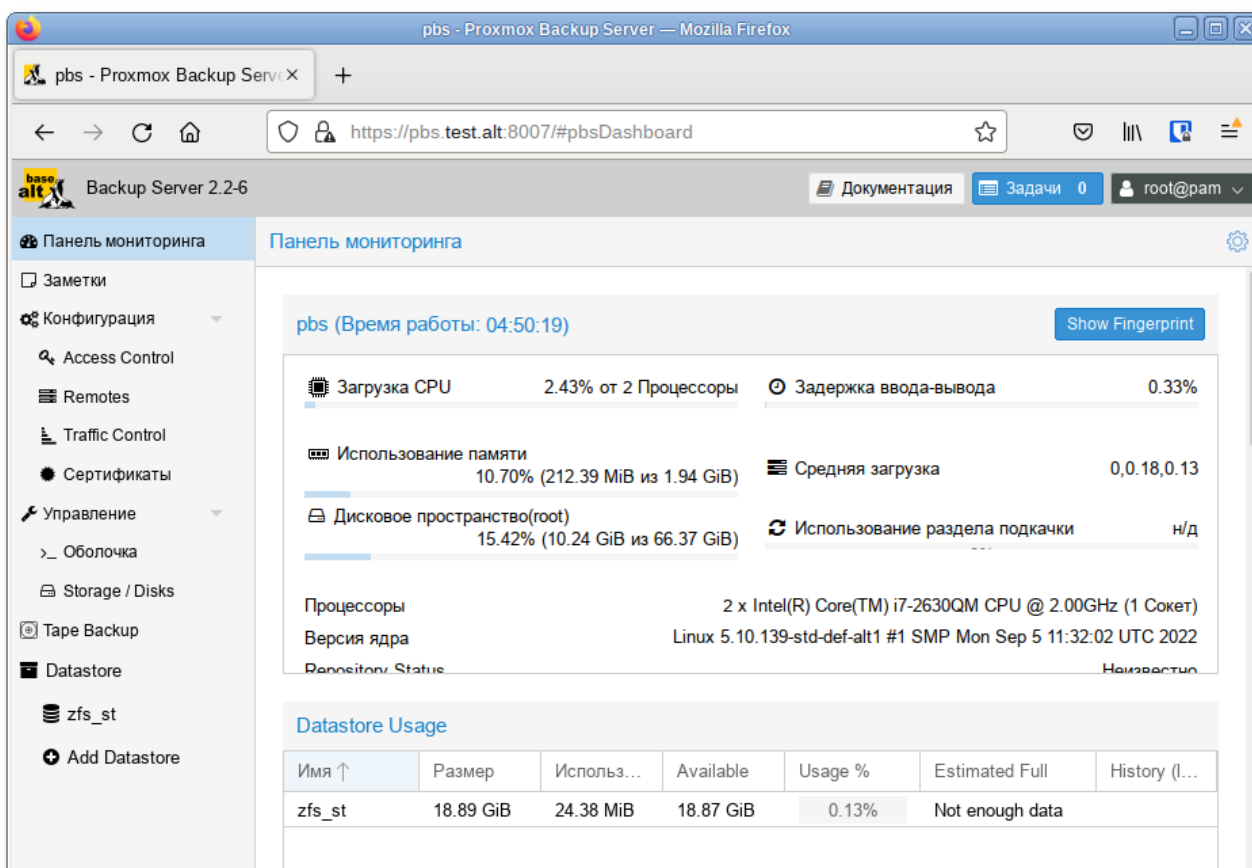 pbs - Proxmox Backup Server — Mozilla Firefox
pbs - Proxmox Backup Serve
https://pbs.test.alt:8007/#pbsDashboard
base
alt
Backup Server 2.2-6
Документация
Задачи 0
root@pam
Панель мониторинга
Заметки
Конфигурация
Access Control
Remotes
Traffic Control
Сертификаты
Управление
Оболочка
Storage / Disks
Tape Backup
Datastore
zfs_st
Add Datastore
Панель мониторинга
pbs (Время работы: 04:50:19)
Show Fingerprint
Загрузка CPU 2.43% от 2 Процессоры
Задержка ввода-вывода 0.33%
Использование памяти
10.70% (212.39 MiB из 1.94 GiB)
Средняя загрузка 0,0.18,0.13
Дисковое пространство(root)
15.42% (10.24 GiB из 66.37 GiB)
Использование раздела подкачки н/д
Процессоры 2 x Intel(R) Core(TM) i7-2630QM CPU @ 2.00GHz (1 Сокет)
Версия ядра Linux 5.10.139-std-def-alt1 #1 SMP Mon Sep 5 11:32:02 UTC 2022
Repository Status Неизвестно
Datastore Usage
Имя Размер Использ... Available Usage % Estimated Full History (l...
zfs_st 18.89 GiB 24.38 MiB 18.87 GiB 0.13% Not enough data